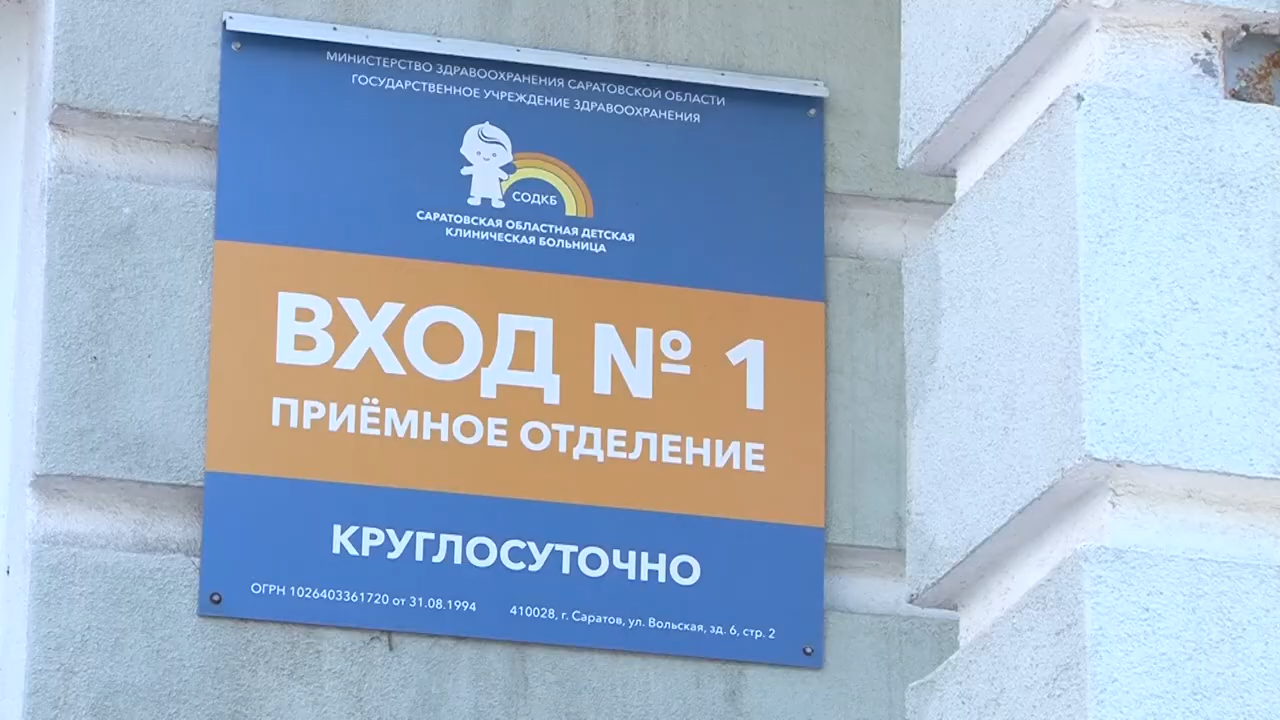 МИНИСТЕРСТВО ЗДРАВООХРАНЕНИЯ САРАТОВСКОЙ ОБЛАСТИ
ГОСУДАРСТВЕННОЕ УЧРЕЖДЕНИЕ ЗДРАВООХРАНЕНИЯ
СОДКБ
САРАТОВСКАЯ ОБЛАСТНАЯ ДЕТСКАЯ
КЛИНИЧЕСКАЯ БОЛЬНИЦА
ВХОД № 1
ПРИЁМНОЕ ОТДЕЛЕНИЕ
КРУГЛОСУТОЧНО
ОГРН 1026403361720 от 31.08.1994 410028, г. Саратов, ул. Вольская, зд. 6, стр. 2